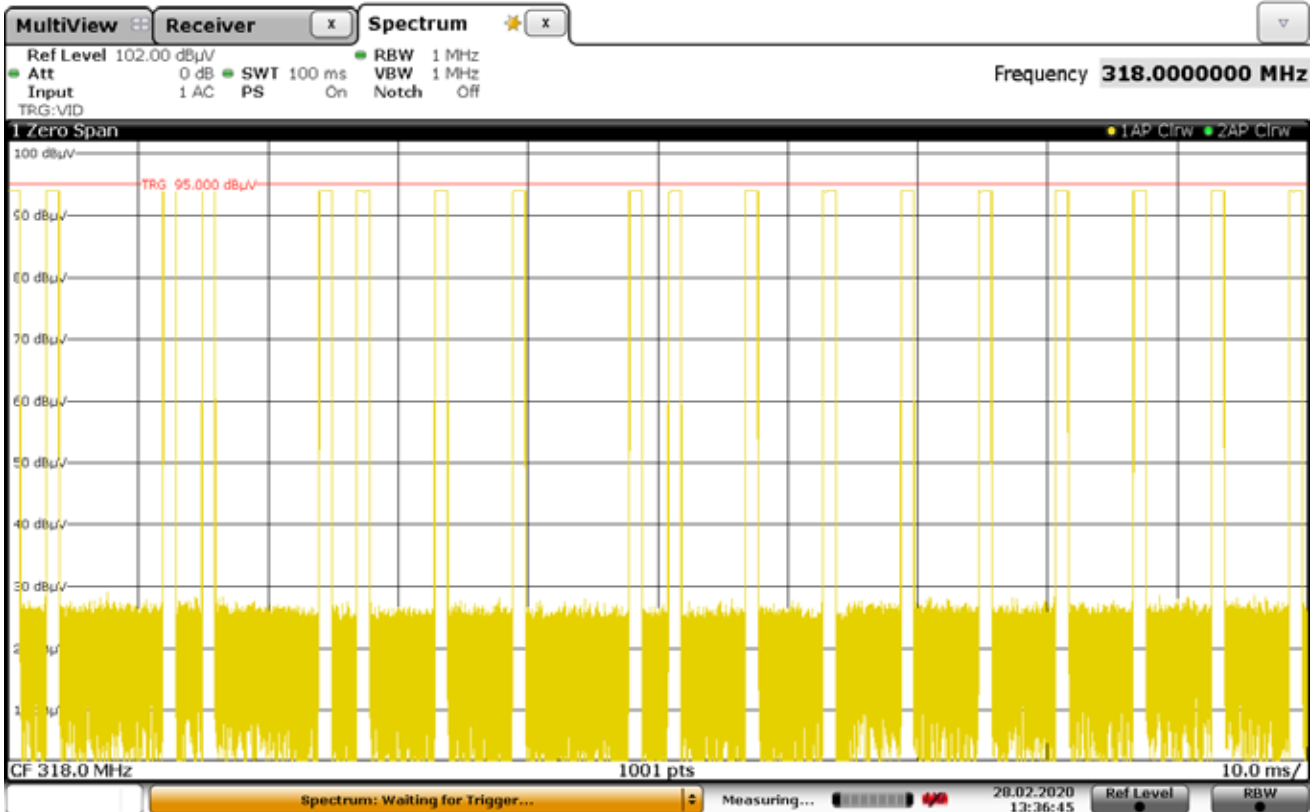 MultiView Receiver x Spectrum x
Ref Level 102.00 dBµV RBW 1 MHz
Att 0 dB SWT 100 ms VBW 1 MHz
Input 1 AC PS On Notch Off
Frequency 318.0000000 MHz
TRG:VID
1 Zero Span 1AP Clrw 2AP Clrw
100 dBµV
TRG 95.000 dBµV
90 dBµV
80 dBµV
70 dBµV
60 dBµV
50 dBµV
40 dBµV
30 dBµV
CF 318.0 MHz 1001 pts 10.0 ms/
Spectrum: Waiting for Trigger... Measuring... 28.02.2020 Ref Level RBW
13:36:45